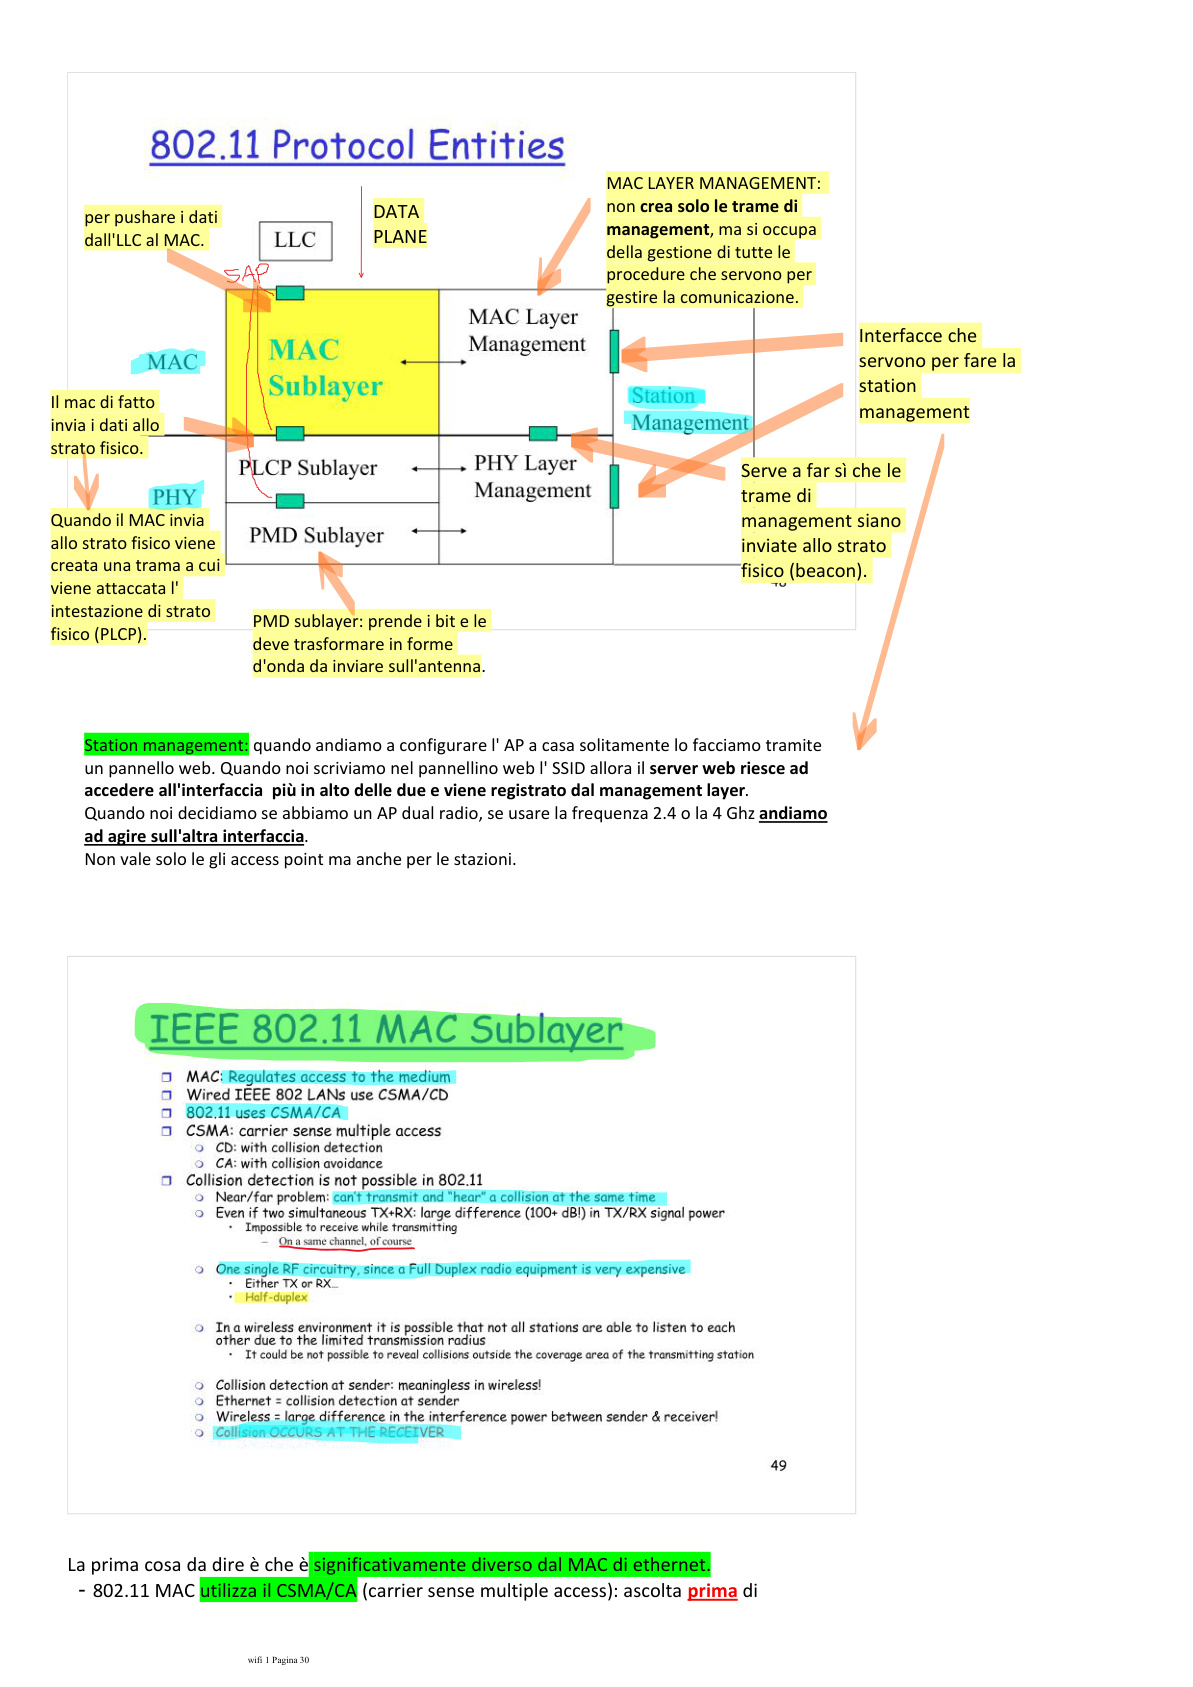 802.11 Protocol Entities
per pushare i dati
dall'LLC al MAC.
LLC
DATA
PLANE
MAC LAYER MANAGEMENT:
non crea solo le trame di
management, ma si occupa
della gestione di tutte le
procedure che servono per
gestire la comunicazione.
SAP
MAC
Sublayer
MAC Layer
Management
MAC
Interfacce che
servono per fare la
station
management
Station
Management
Il mac di fatto
invia i dati allo
strato fisico.
PLCP Sublayer
PHY Layer
Management
Serve a far sì che le
trame di
management siano
inviate allo strato
fisico (beacon).
PHY
Quando il MAC invia
allo strato fisico viene
creata una trama a cui
viene attaccata l'
intestazione di strato
fisico (PLCP).
PMD Sublayer
PMD sublayer: prende i bit e le
deve trasformare in forme
d'onda da inviare sull'antenna.
Station management: quando andiamo a configurare l' AP a casa solitamente lo facciamo tramite
un pannello web. Quando noi scriviamo nel pannellino web l' SSID allora il server web riesce ad
accedere all'interfaccia  più in alto delle due e viene registrato dal management layer.
Quando noi decidiamo se abbiamo un AP dual radio, se usare la frequenza 2.4 o la 4 Ghz andiamo
ad agire sull'altra interfaccia.
Non vale solo le gli access point ma anche per le stazioni.
IEEE 802.11 MAC Sublayer
MAC: Regulates access to the medium
Wired IEEE 802 LANs use CSMA/CD
802.11 uses CSMA/CA
CSMA: carrier sense multiple access
CD: with collision detection
CA: with collision avoidance
Collision detection is not possible in 802.11
Near/far problem: can't transmit and "hear" a collision at the same time
Even if two simultaneous TX+RX: large difference (100+ dB!) in TX/RX signal power
• Impossible to receive while transmitting
– On a same channel, of course
One single RF circuitry, since a Full Duplex radio equipment is very expensive
• Either TX or RX...
• Half-duplex
In a wireless environment it is possible that not all stations are able to listen to each
other due to the limited transmission radius
• It could be not possible to reveal collisions outside the coverage area of the transmitting station
Collision detection at sender: meaningless in wireless!
Ethernet = collision detection at sender
Wireless = large difference in the interference power between sender & receiver!
Collision OCCURS AT THE RECEIVER
49
La prima cosa da dire è che è significativamente diverso dal MAC di ethernet.
- 802.11 MAC utilizza il CSMA/CA (carrier sense multiple access): ascolta prima di
wifi 1 Pagina 30